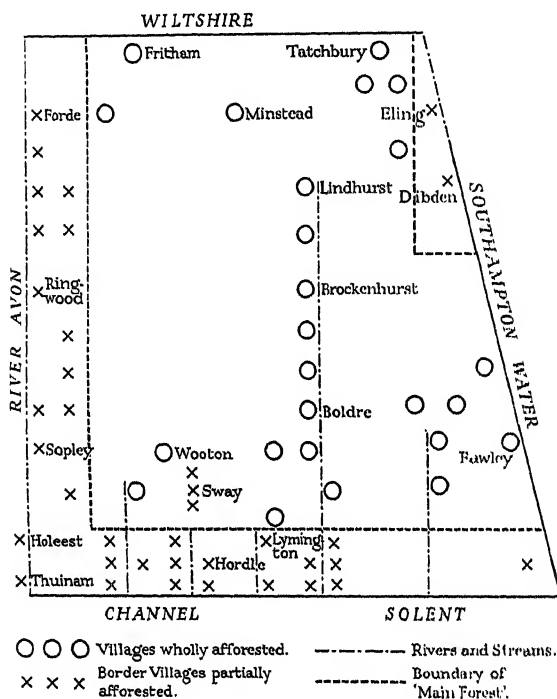 WILTSHIRE
Fritham
Tatchbury
Forde
Minstead
Eling
Lindhurst
Dibden
SOUTHAMPTON WATER
RIVER AVON
Ring-
wood
Brockenhurst
Boldre
Sopley
Wooton
Fawley
Sway
Holeest
Lyming
ton
Hordle
Thuinam
CHANNEL
SOLENT
Villages wholly afforested.
Rivers and Streams.
Border Villages partially
afforested.
Boundary of
'Main Forest'.